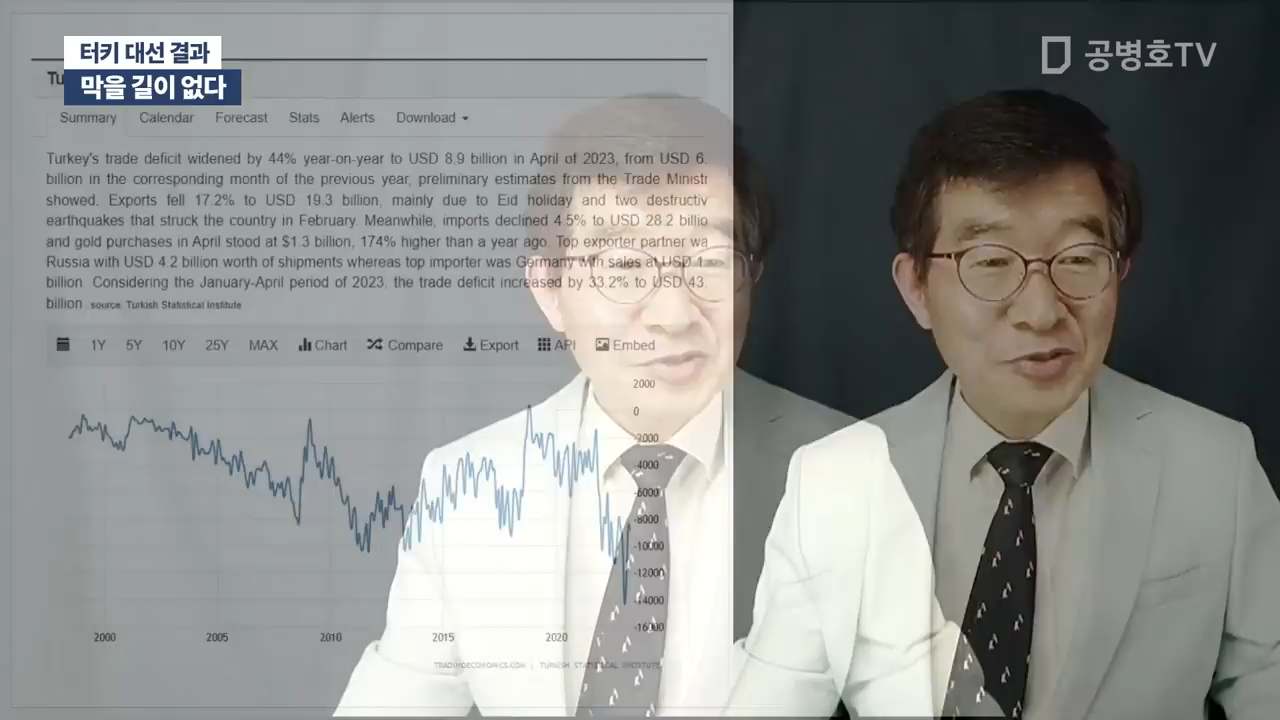 터키 대선 결과
막을 길이 없다
공병호TV
Tu
Summary Calendar Forecast Stats Alerts Download
Turkey's trade deficit widened by 44% year-on-year to USD 8.9 billion in April of 2023, from USD 6.
billion in the corresponding month of the previous year, preliminary estimates from the Trade Ministr
showed. Exports fell 17.2% to USD 19.3 billion, mainly due to Eid holiday and two destructiv
earthquakes that struck the country in February. Meanwhile, imports declined 4.5% to USD 28.2 billio
and gold purchases in April stood at $1.3 billion, 174% higher than a year ago. Top exporter partner wa
Russia with USD 4.2 billion worth of shipments whereas top importer was Germany with sales at USD 1.
billion. Considering the January-April period of 2023, the trade deficit increased by 33.2% to USD 43.
billion. source: Turkish Statistical Institute
1Y 5Y 10Y 25Y MAX Chart Compare Export API Embed
2000
0
-2000
-4000
-6000
-8000
-10000
-12000
-14000
-16000
2000 2005 2010 2015 2020
TRADINGECONOMICS.COM | TURKISH STATISTICAL INSTITUTE